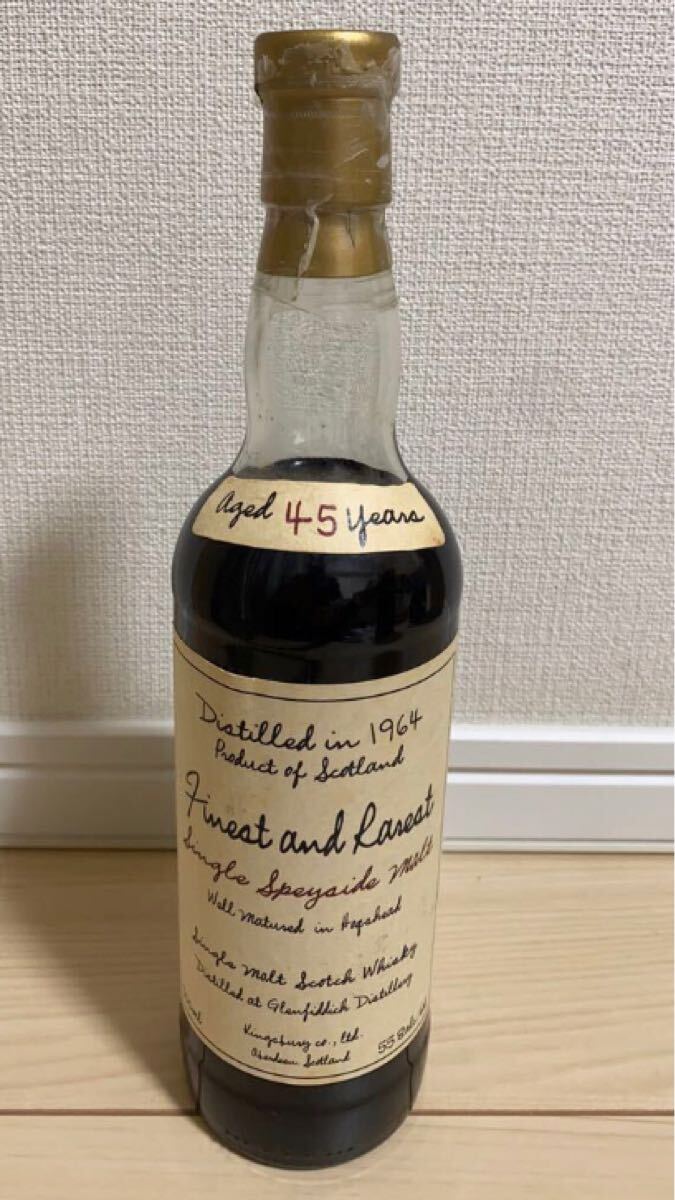 Aged 45 Years
Distilled in 1964
Product of Scotland
Finest and Rarest
Single Speyside Malt
Well Matured in Hogshead
Single Malt Scotch Whisky
Distilled at Glenfiddich Distillery
Kingsbury co., ltd.
Aberdeen Scotland